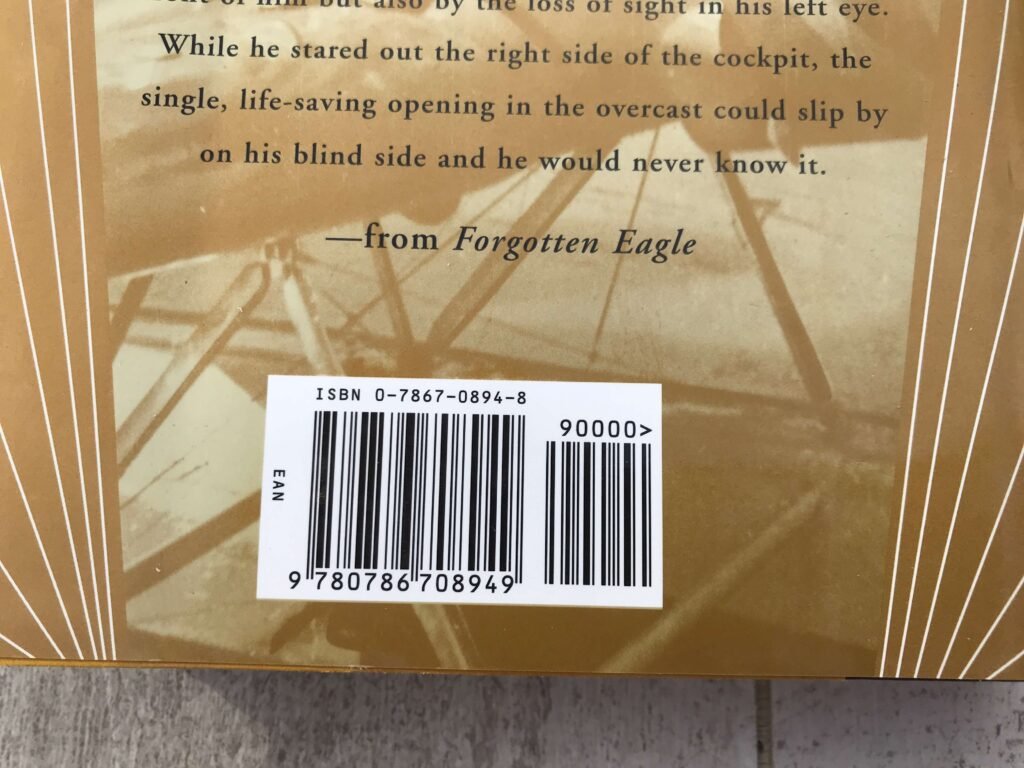 of him but also by the loss of sight in his left eye.
While he stared out the right side of the cockpit, the
single, life-saving opening in the overcast could slip by
on his blind side and he would never know it.
—from Forgotten Eagle
ISBN 0-7867-0894-8
90000>
EAN
9 780786 708949